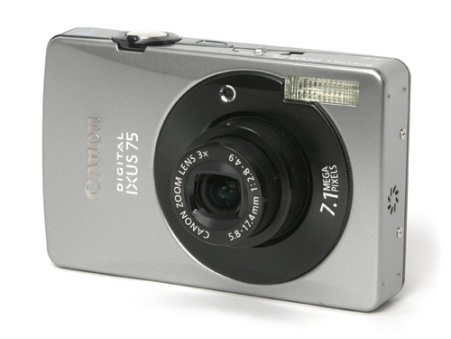 Canon
DIGITAL
IXUS 75
CANON ZOOM LENS 3x
5.8-17.4mm 1:2.8-4.9
7.1 MEGA
PIXELS